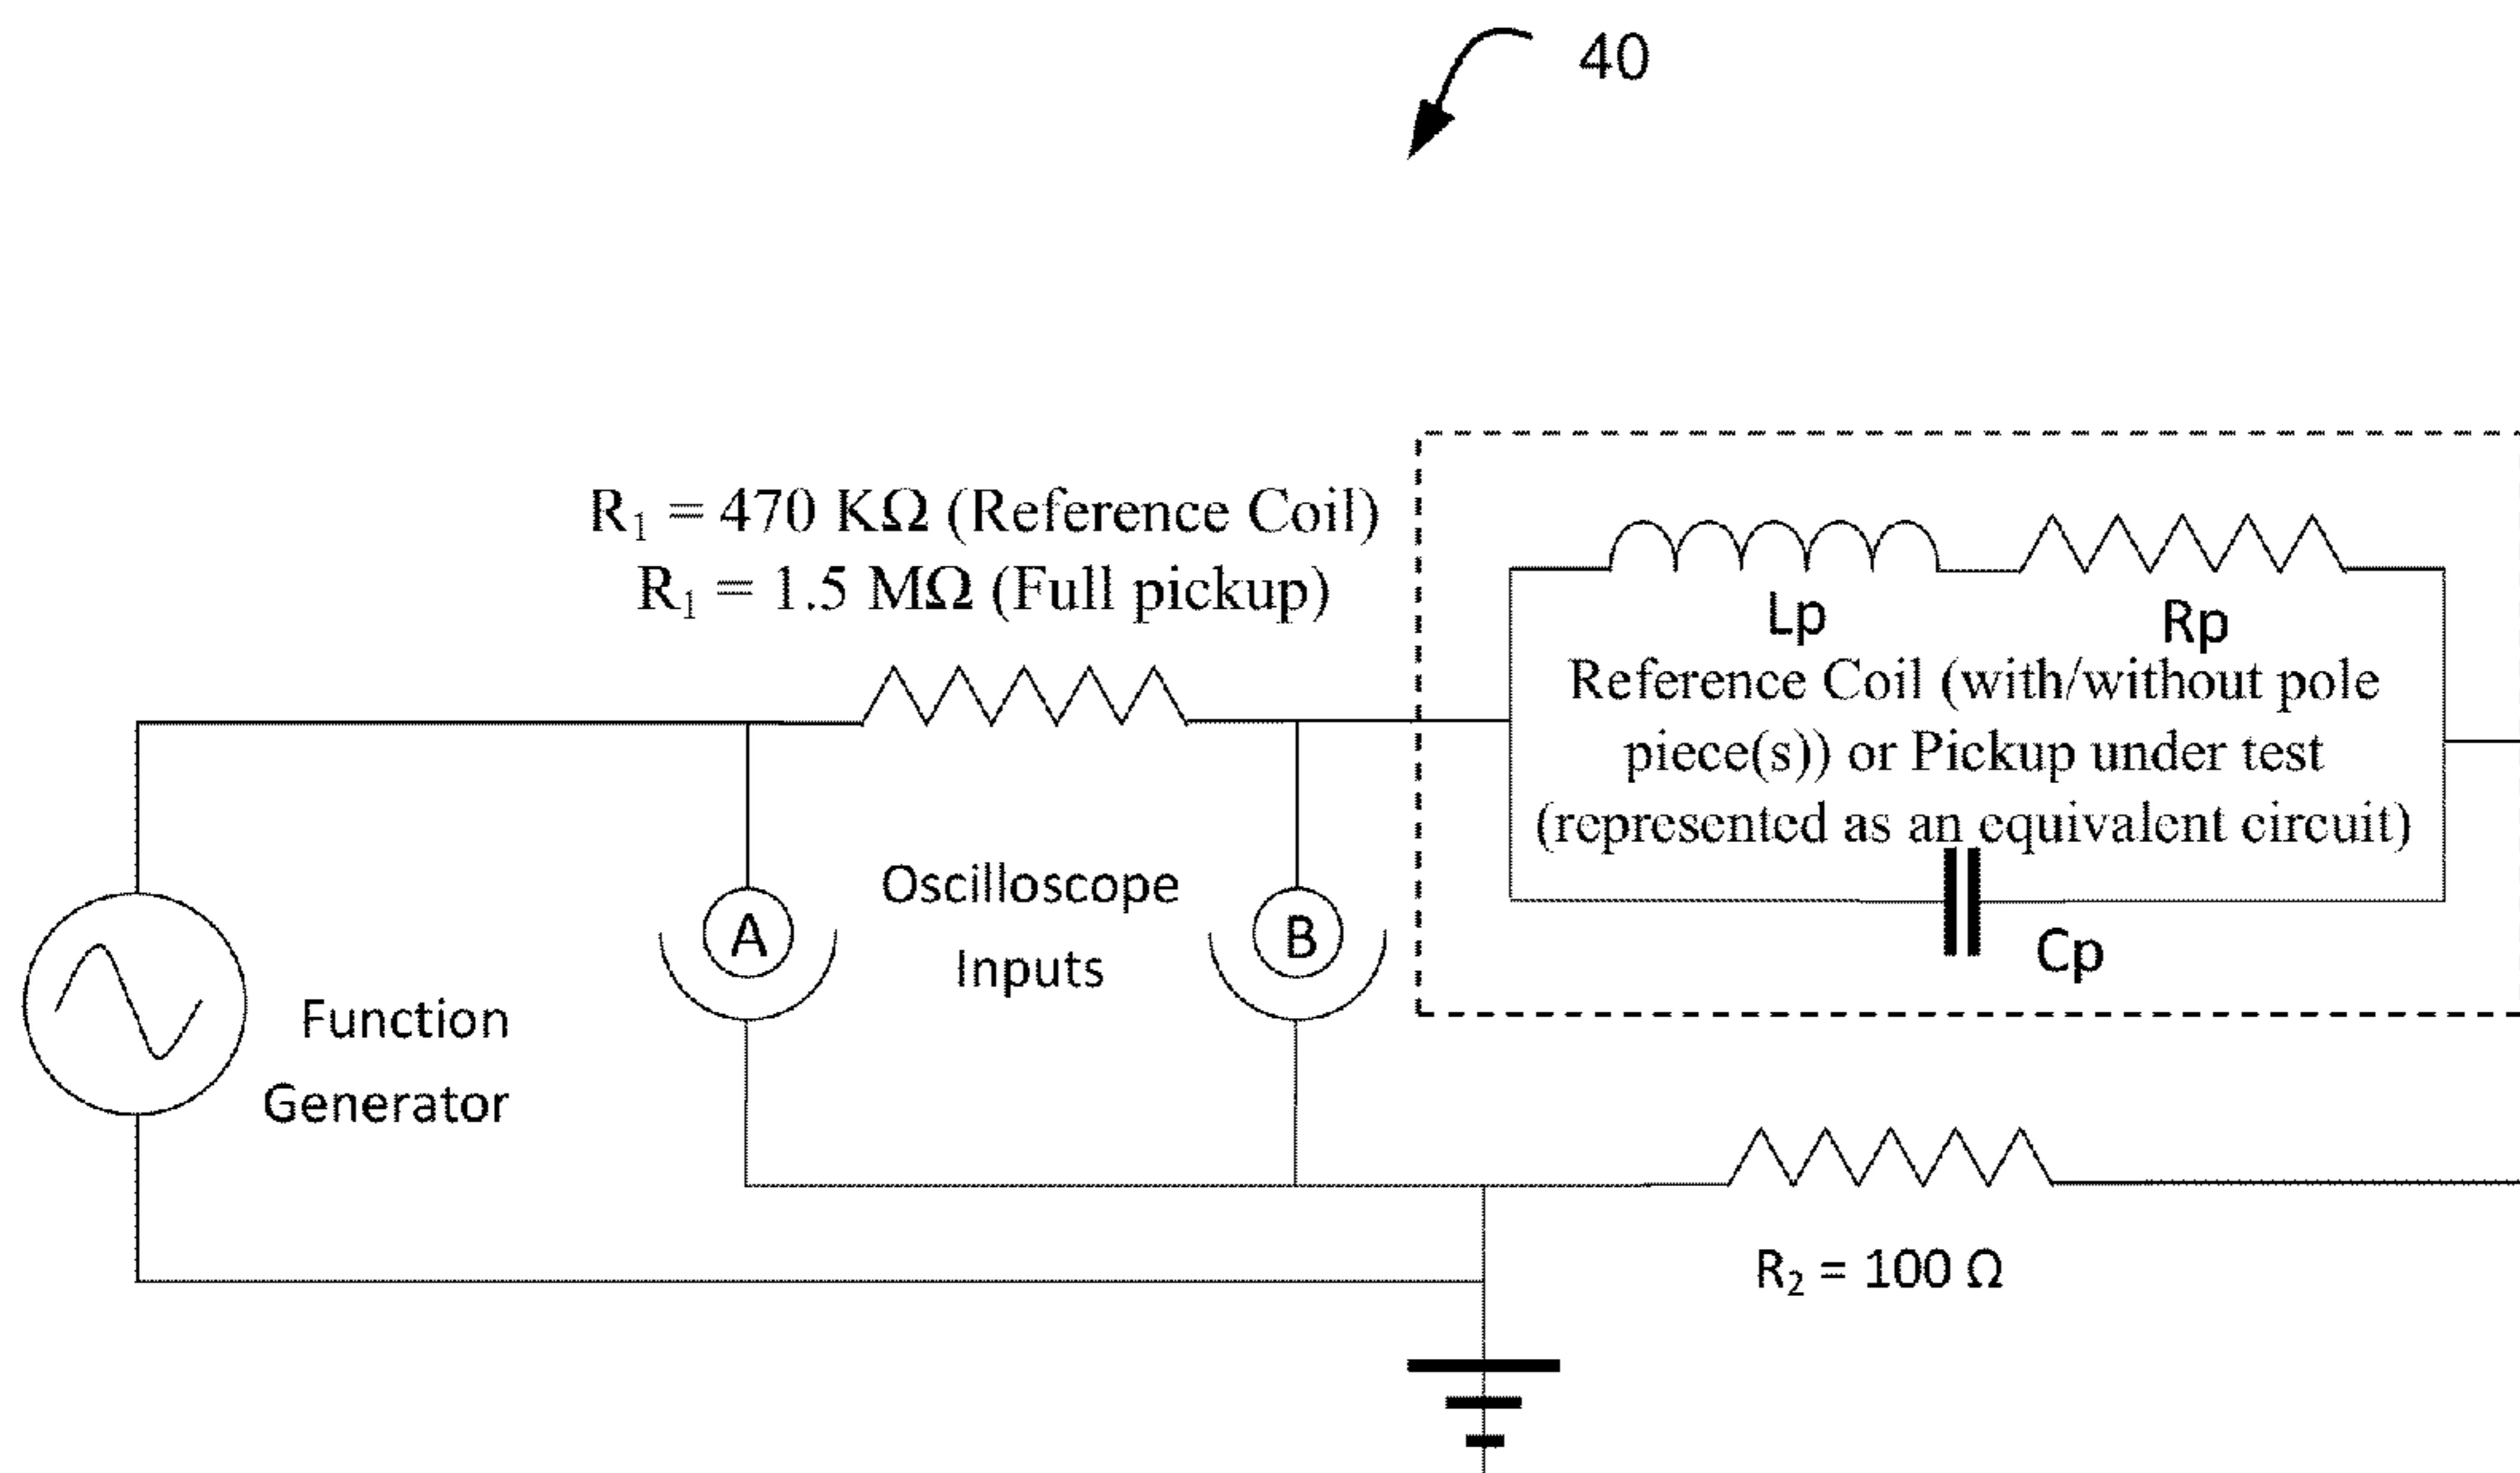 40
R₁ = 470 KΩ (Reference Coil)
R₁ = 1.5 MΩ (Full pickup)
Lp
Rp
Reference Coil (with/without pole
piece(s)) or Pickup under test
(represented as an equivalent circuit)
Cp
Oscilloscope
Inputs
A
B
Function
Generator
R₂ = 100 Ω